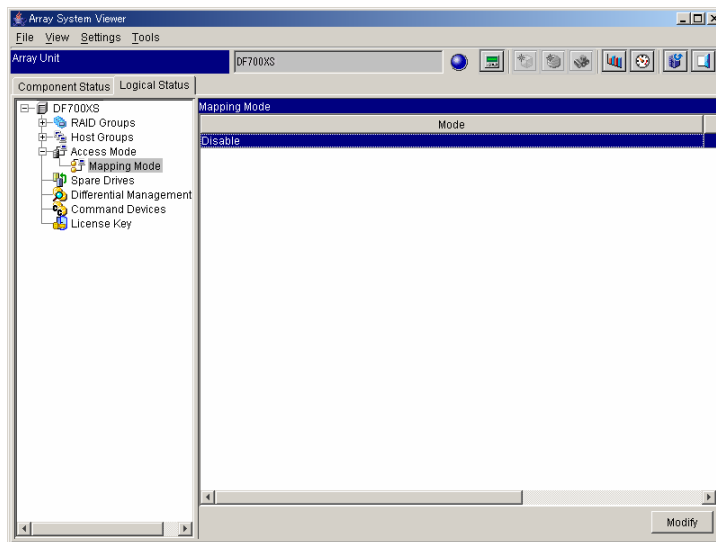 Array System Viewer
File View Settings Tools
Array Unit
DF700XS
Component Status
Logical Status
DF700XS
RAID Groups
Host Groups
Access Mode
Mapping Mode
Spare Drives
Differential Management
Command Devices
License Key
Mapping Mode
Mode
Disable
Modify